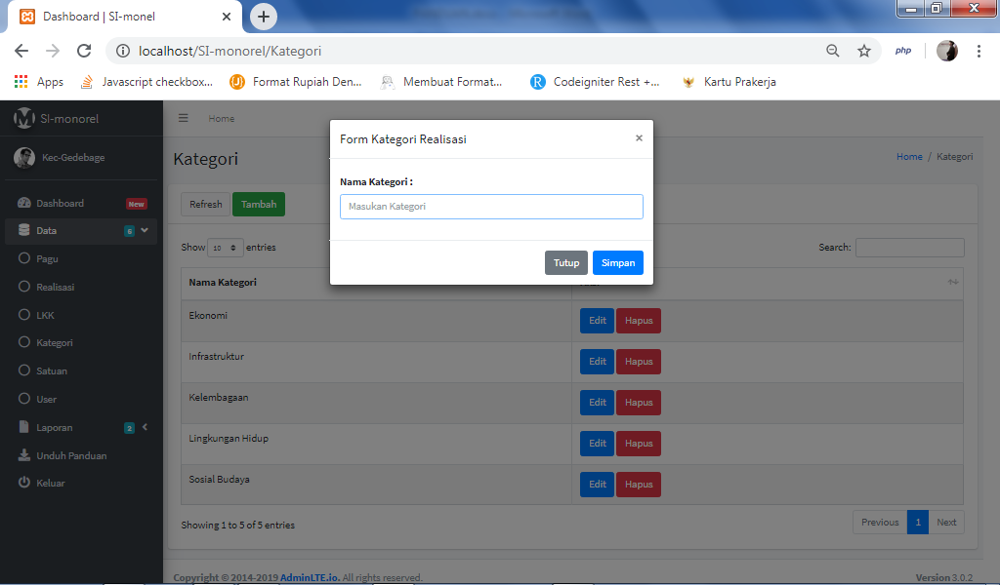 Dashboard | SI-monel
localhost/SI-monorel/Kategori
php
Apps
Javascript checkbox...
Format Rupiah Den...
Membuat Format...
Codeigniter Rest +...
Kartu Prakerja
SI-monorel
Home
Kec-Gedebage
Kategori
Home / Kategori
Form Kategori Realisasi
×
Nama Kategori :
Masukan Kategori
Tutup
Simpan
Dashboard
New
Data
6
Pagu
Realisasi
LKK
Kategori
Satuan
User
Laporan
2
Unduh Panduan
Keluar
Refresh
Tambah
Show 10 entries
Search:
Nama Kategori
Ekonomi Edit Hapus
Infrastruktur Edit Hapus
Kelembagaan Edit Hapus
Lingkungan Hidup Edit Hapus
Sosial Budaya Edit Hapus
Showing 1 to 5 of 5 entries
Previous 1 Next
Copyright © 2014-2019 AdminLTE.io. All rights reserved.
Version 3.0.2